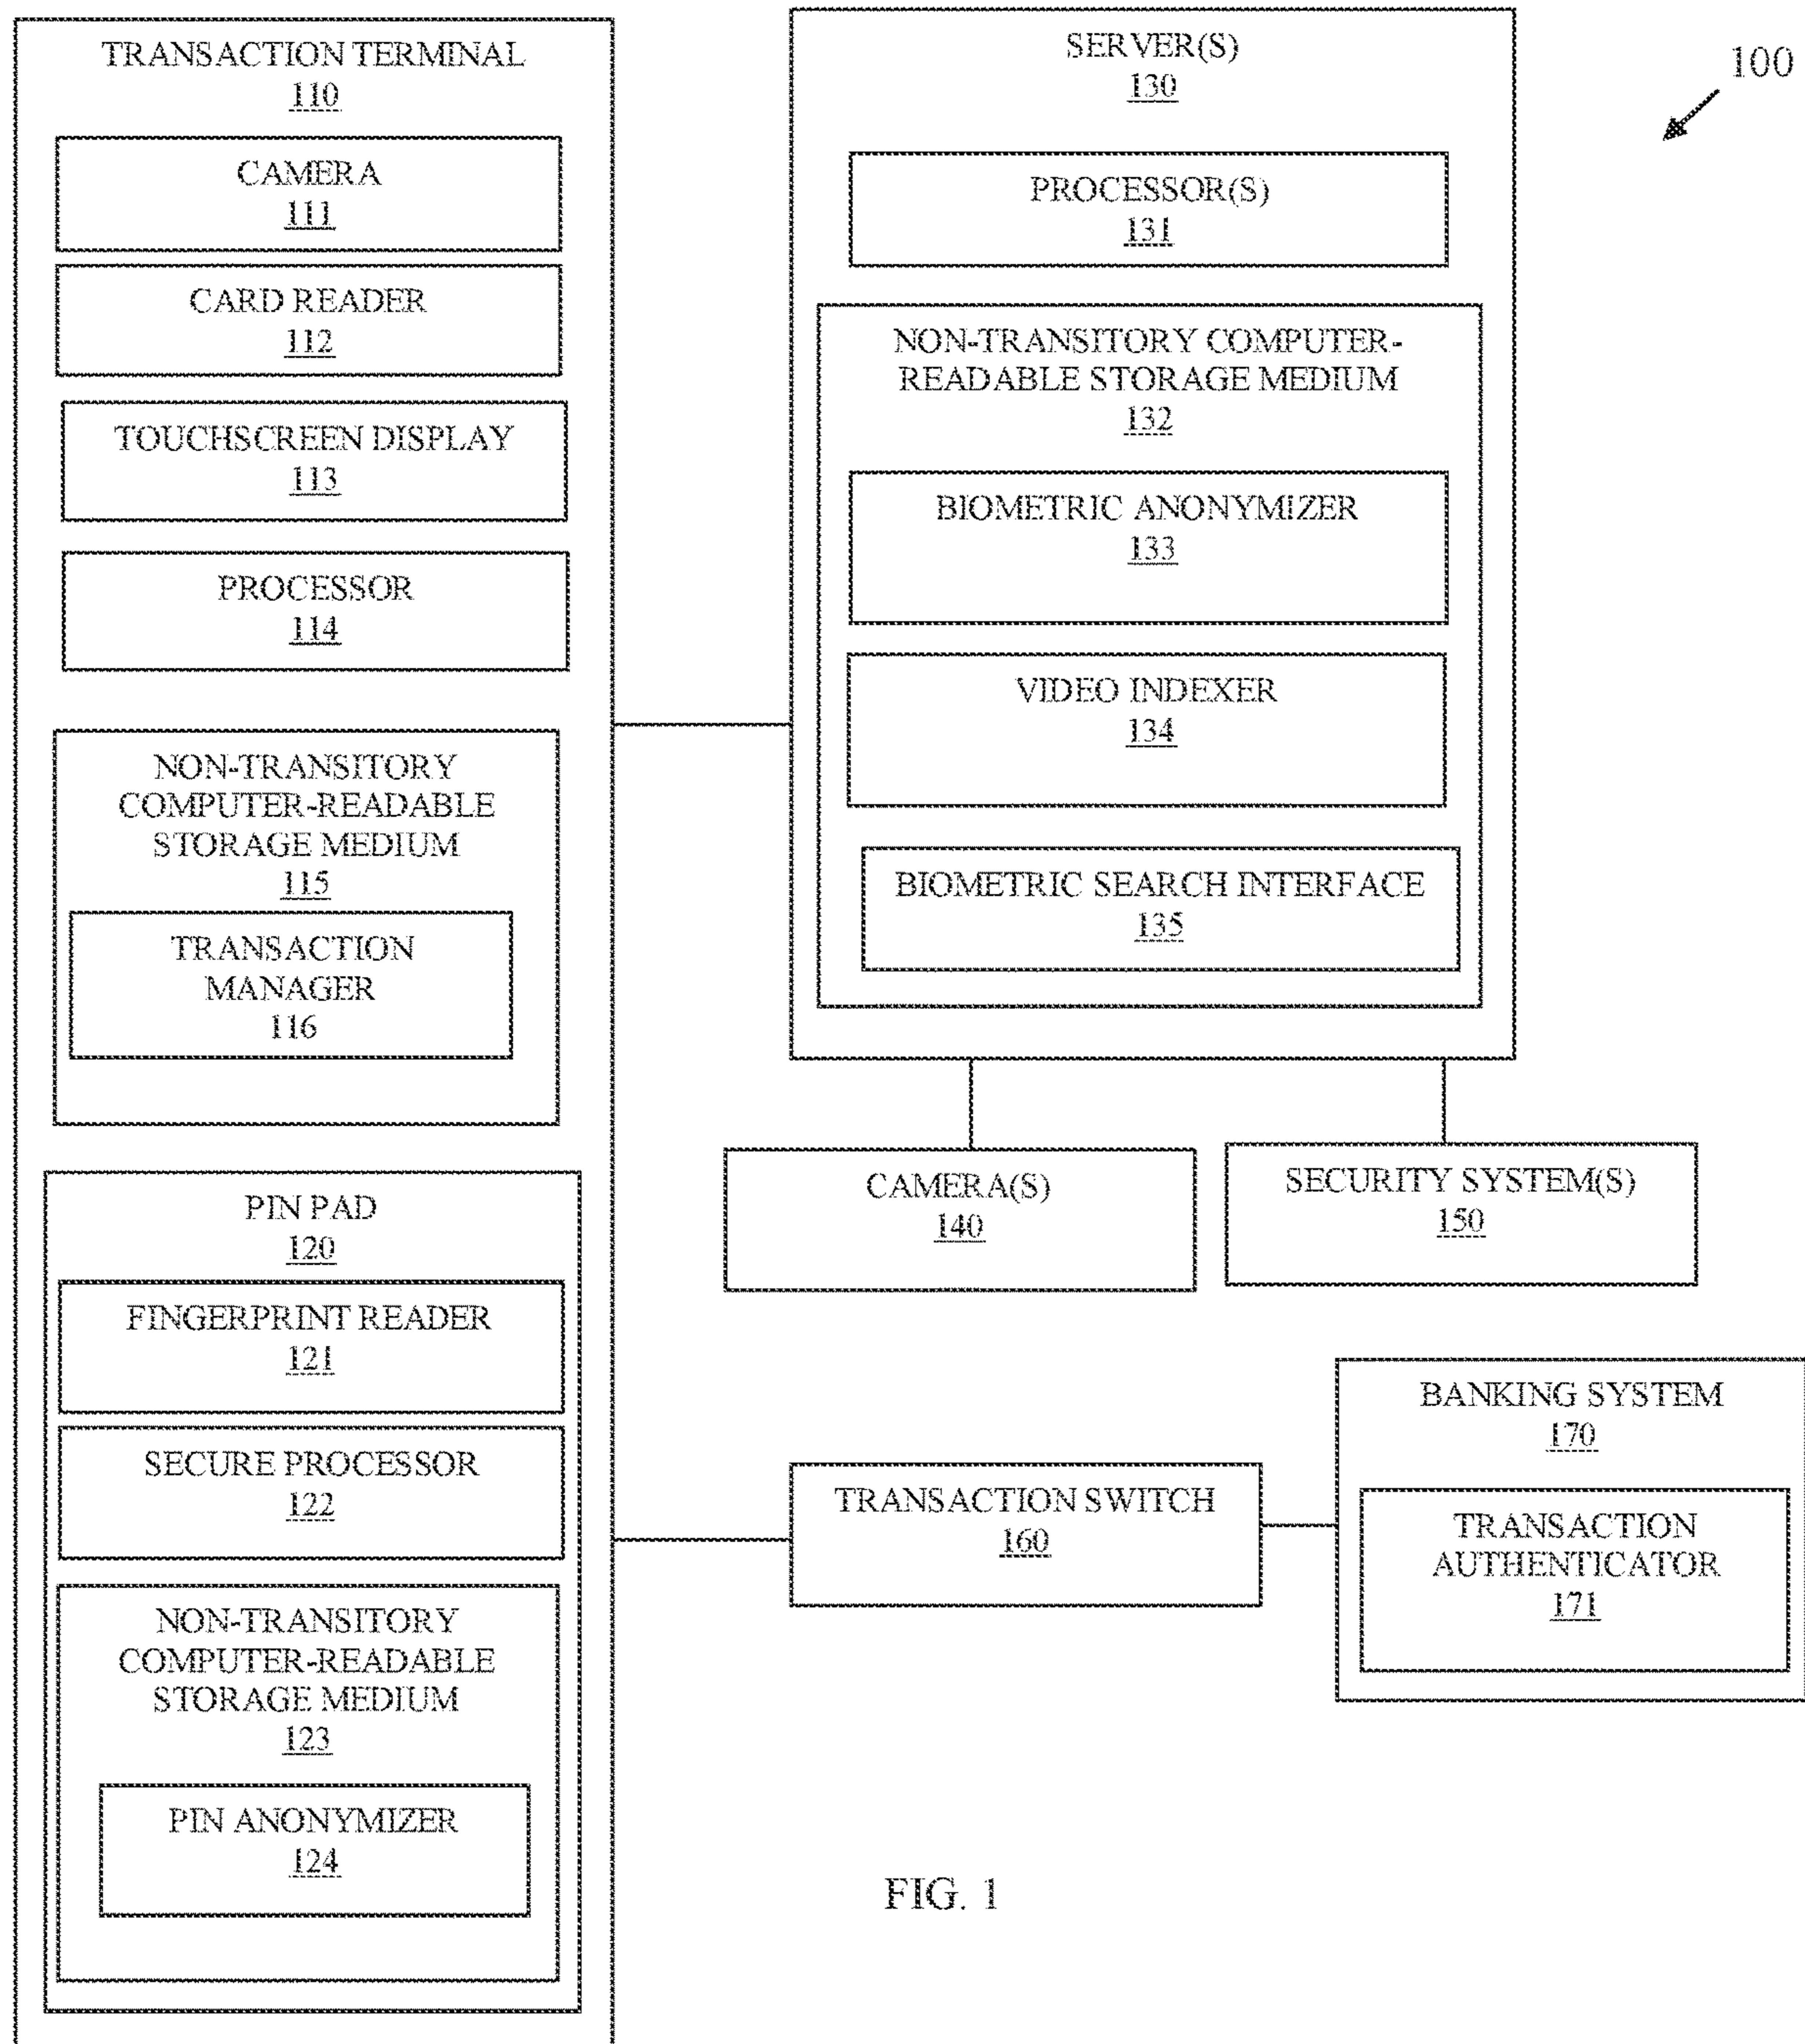 TRANSACTION TERMINAL
110
CAMERA
111
CARD READER
112
TOUCHSCREEN DISPLAY
113
PROCESSOR
114
NON-TRANSITORY
COMPUTER-READABLE
STORAGE MEDIUM
115
TRANSACTION
MANAGER
116
PIN PAD
120
FINGERPRINT READER
121
SECURE PROCESSOR
122
NON-TRANSITORY
COMPUTER-READABLE
STORAGE MEDIUM
123
PIN ANONYMIZER
124
SERVER(S)
130
PROCESSOR(S)
131
NON-TRANSITORY COMPUTER-
READABLE STORAGE MEDIUM
132
BIOMETRIC ANONYMIZER
133
VIDEO INDEXER
134
BIOMETRIC SEARCH INTERFACE
135
100
CAMERA(S)
140
SECURITY SYSTEM(S)
150
TRANSACTION SWITCH
160
BANKING SYSTEM
170
TRANSACTION
AUTHENTICATOR
171
FIG. 1